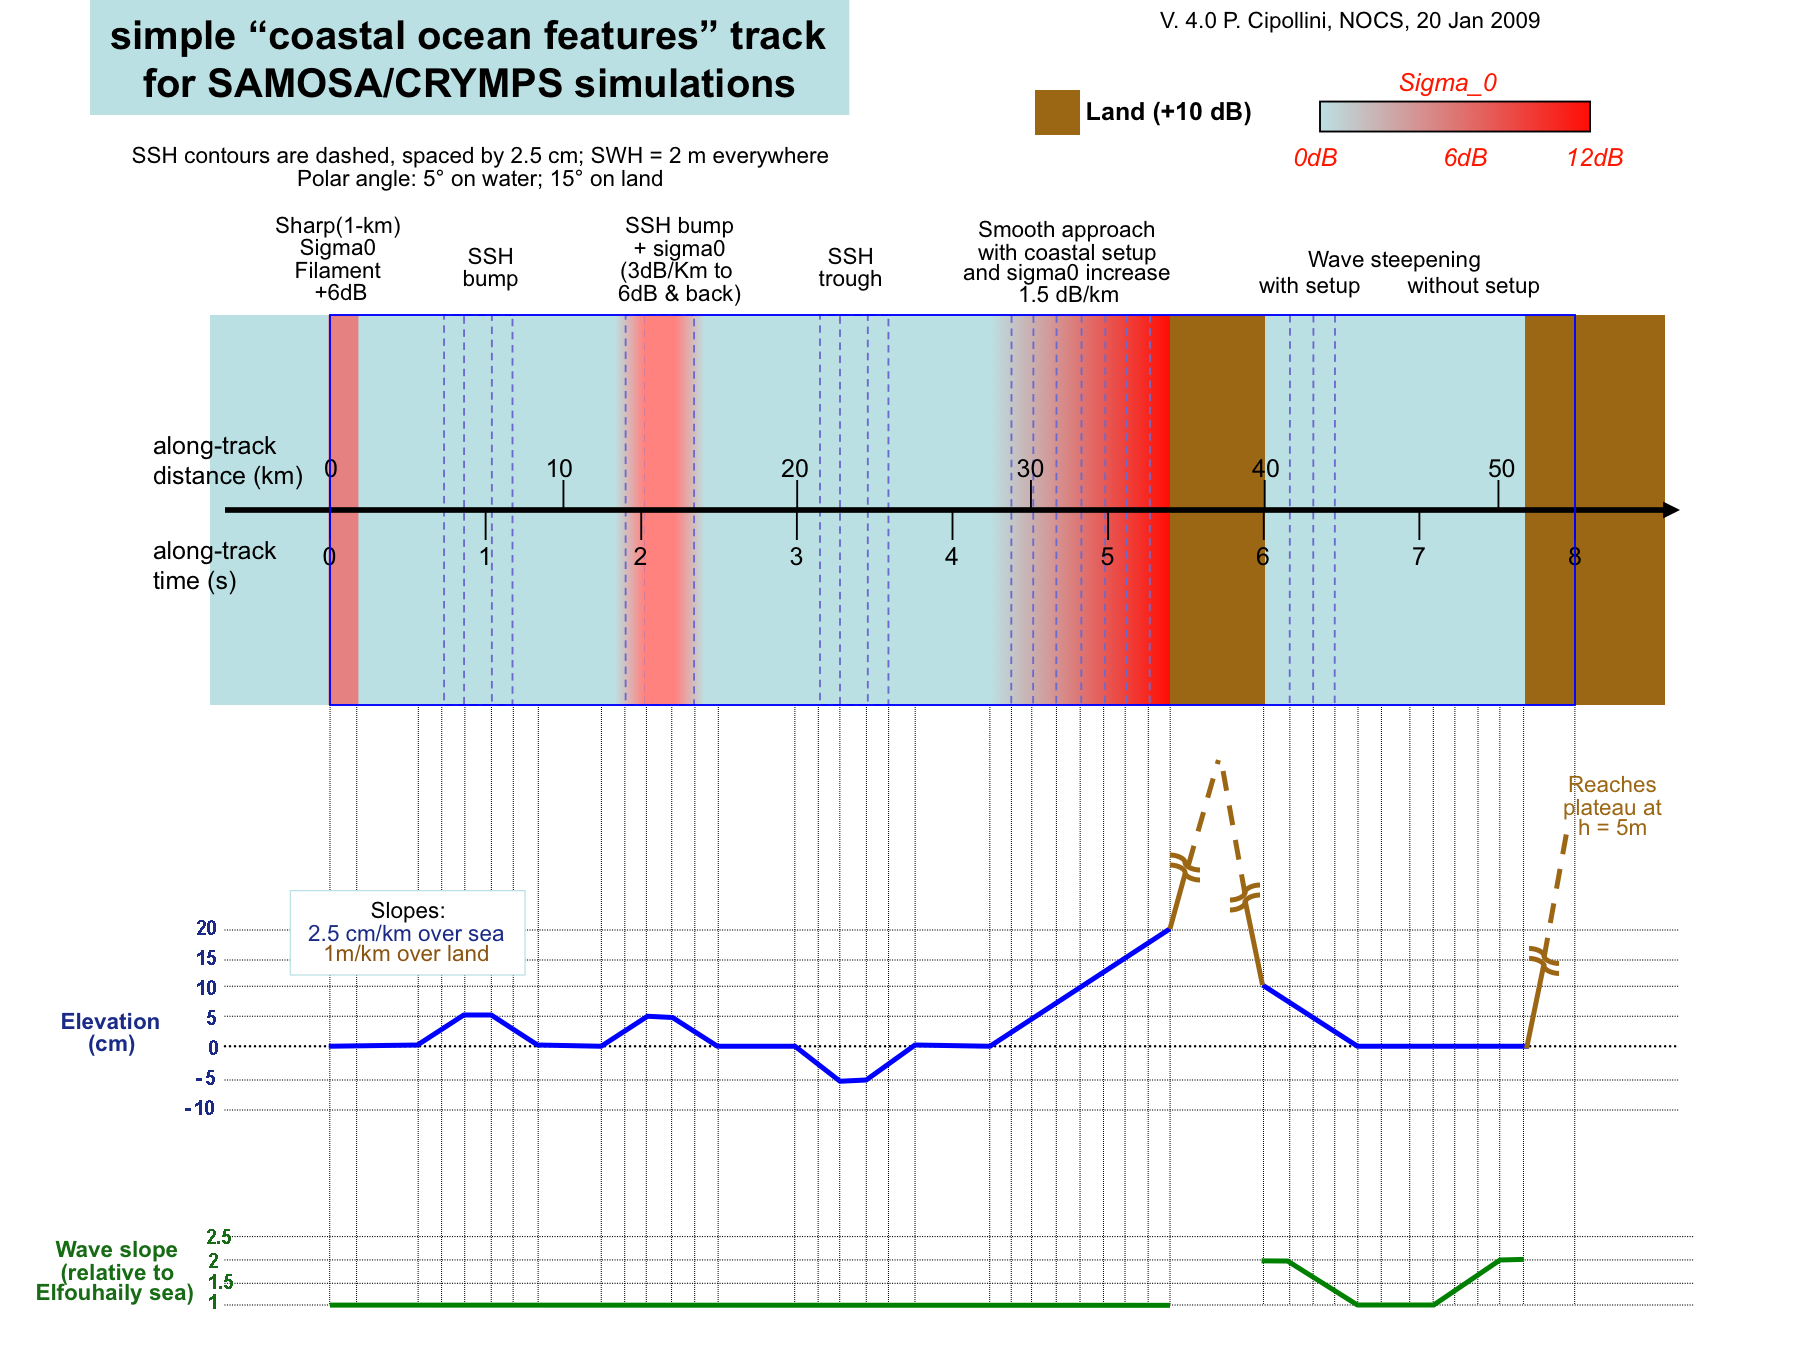 simple “coastal ocean features” track
for SAMOSA/CRYMPS simulations
V. 4.0 P. Cipollini, NOCS, 20 Jan 2009
Land (+10 dB)
Sigma_0
0dB 6dB 12dB
SSH contours are dashed, spaced by 2.5 cm; SWH = 2 m everywhere
Polar angle: 5° on water; 15° on land
Sharp(1-km)
Sigma0
Filament
+6dB
SSH
bump
SSH bump
+ sigma0
(3dB/Km to
6dB & back)
SSH
trough
Smooth approach
with coastal setup
and sigma0 increase
1.5 dB/km
Wave steepening
with setup without setup
along-track
distance (km)
0 10 20 30 40 50
along-track
time (s)
0 1 2 3 4 5 6 7 8
Reaches
plateau at
h = 5m
Slopes:
2.5 cm/km over sea
1m/km over land
Elevation
(cm)
20
15
10
5
0
-5
-10
Wave slope
(relative to
Elfouhaily sea)
2.5
2
1.5
1